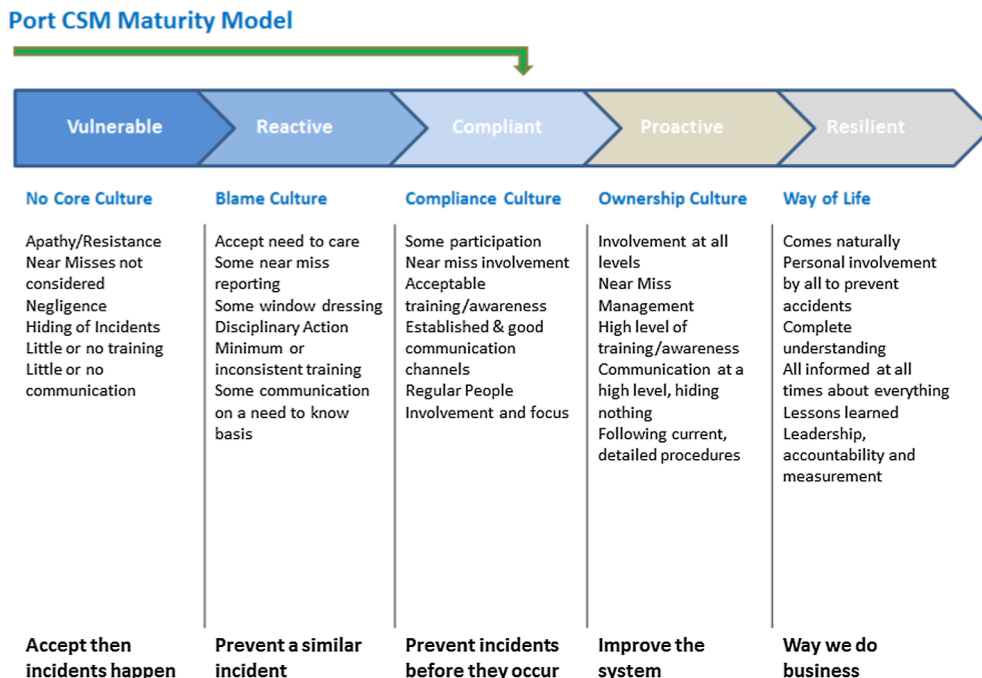 Port CSM Maturity Model
Vulnerable
Reactive
Compliant
Proactive
Resilient
No Core Culture
Apathy/Resistance
Near Misses not
considered
Negligence
Hiding of Incidents
Little or no training
Little or no
communication
Accept then
incidents happen
Blame Culture
Accept need to care
Some near miss
reporting
Some window dressing
Disciplinary Action
Minimum or
inconsistent training
Some communication
on a need to know
basis
Prevent a similar
incident
Compliance Culture
Some participation
Near miss involvement
Acceptable
training/awareness
Established & good
communication
channels
Regular People
Involvement and focus
Prevent incidents
before they occur
Ownership Culture
Involvement at all
levels
Near Miss
Management
High level of
training/awareness
Communication at a
high level, hiding
nothing
Following current,
detailed procedures
Improve the
system
Way of Life
Comes naturally
Personal involvement
by all to prevent
accidents
Complete
understanding
All informed at all
times about everything
Lessons learned
Leadership,
accountability and
measurement
Way we do
business